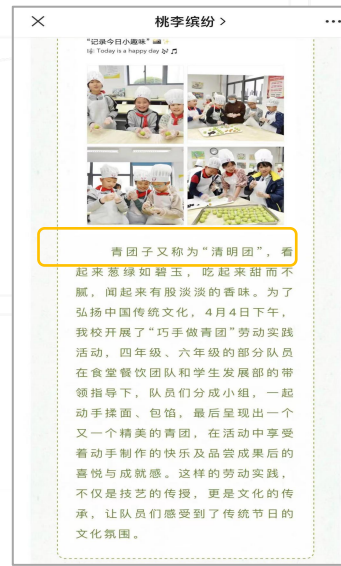 桃李缤纷 >
“记录今日小趣味”
Today is a happy day
青团子又称为“清明团”，看
起来葱绿如碧玉，吃起来甜而不
腻，闻起来有股淡淡的香味。为了
弘扬中国传统文化，4月4日下午，
我校开展了“巧手做青团”劳动实践
活动，四年级、六年级的部分队员
在食堂餐饮团队和学生发展部的带
领指导下，队员们分成小组，一起
动手揉面、包馅，最后呈现出一个
又一个精美的青团，在活动中享受
着动手制作的快乐及品尝成果后的
喜悦与成就感。这样的劳动实践，
不仅是技艺的传授，更是文化的传
承，让队员们感受到了传统节日的
文化氛围。